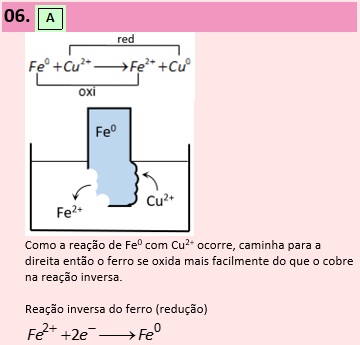 06. A
red
Fe⁰ + Cu²⁺ ⟶ Fe²⁺ + Cu⁰
oxi
Fe⁰
Fe²⁺
Cu²⁺
Como a reação de Fe⁰ com Cu²⁺ ocorre, caminha para a
direita então o ferro se oxida mais facilmente do que o cobre
na reação inversa.
Reação inversa do ferro (redução)
Fe²⁺ + 2e⁻ ⟶ Fe⁰